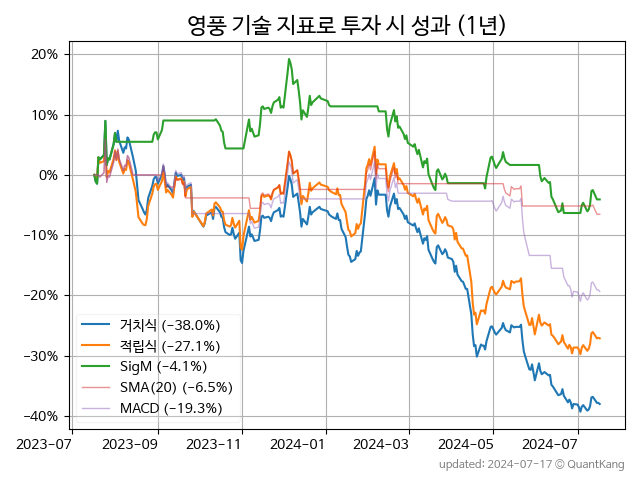 영풍 기술 지표로 투자 시 성과 (1년)
20%
10%
0%
−10%
−20%
−30%
−40%
거치식 (−38.0%)
적립식 (−27.1%)
SigM (−4.1%)
SMA(20) (−6.5%)
MACD (−19.3%)
2023-07
2023-09
2023-11
2024-01
2024-03
2024-05
2024-07
updated: 2024-07-17 © QuantKang